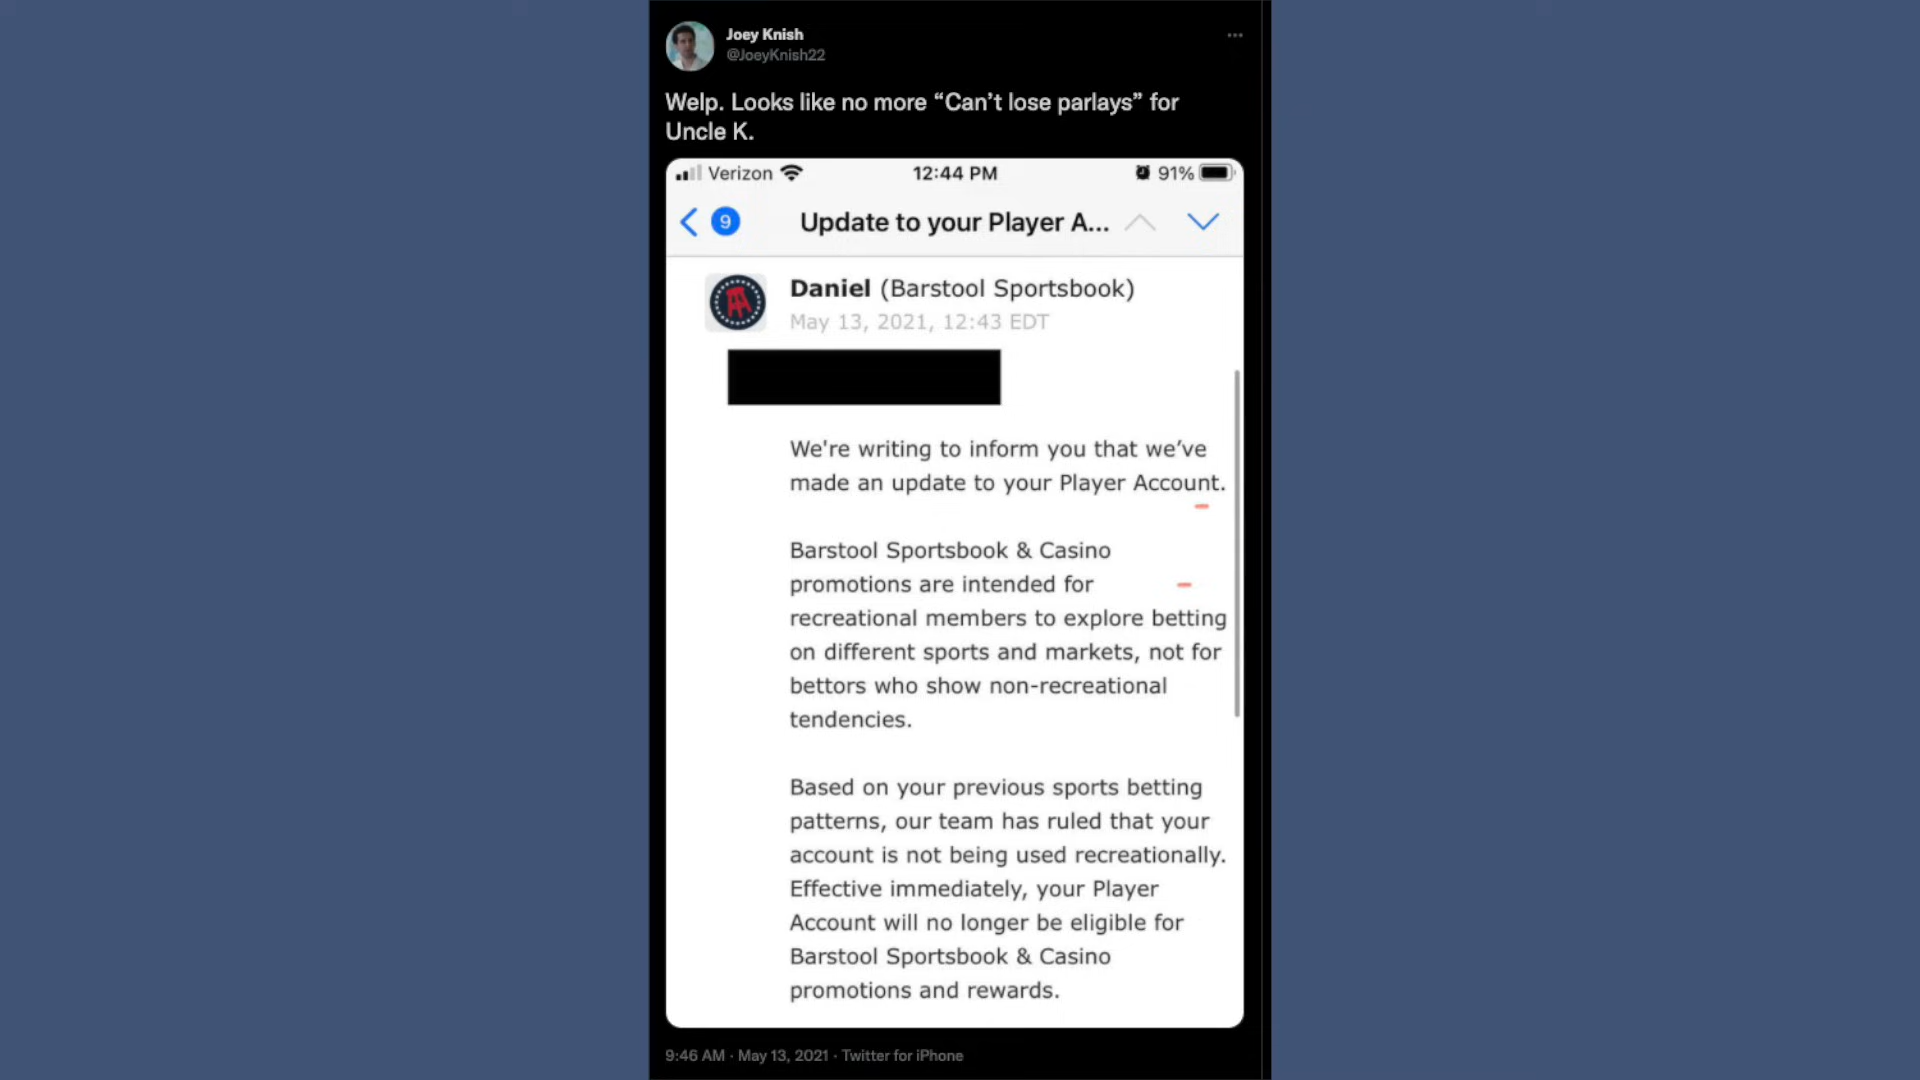 Joey Knish
@JoeyKnish22
Welp. Looks like no more “Can’t lose parlays” for
Uncle K.
Verizon 12:44 PM 91%
9 Update to your Player A...
Daniel (Barstool Sportsbook)
May 13, 2021, 12:43 EDT
We're writing to inform you that we’ve
made an update to your Player Account.
Barstool Sportsbook & Casino
promotions are intended for
recreational members to explore betting
on different sports and markets, not for
bettors who show non-recreational
tendencies.
Based on your previous sports betting
patterns, our team has ruled that your
account is not being used recreationally.
Effective immediately, your Player
Account will no longer be eligible for
Barstool Sportsbook & Casino
promotions and rewards.
9:46 AM · May 13, 2021 · Twitter for iPhone